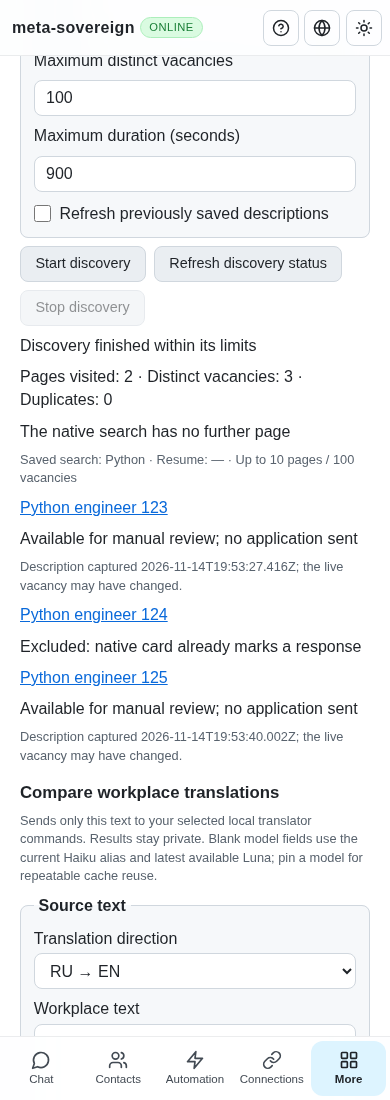 meta-sovereign ONLINE
Maximum distinct vacancies
100
Maximum duration (seconds)
900
Refresh previously saved descriptions
Start discovery Refresh discovery status
Stop discovery
Discovery finished within its limits
Pages visited: 2 · Distinct vacancies: 3 ·
Duplicates: 0
The native search has no further page
Saved search: Python · Resume: — · Up to 10 pages / 100
vacancies
Python engineer 123
Available for manual review; no application sent
Description captured 2026-11-14T19:53:27.416Z; the live
vacancy may have changed.
Python engineer 124
Excluded: native card already marks a response
Python engineer 125
Available for manual review; no application sent
Description captured 2026-11-14T19:53:40.002Z; the live
vacancy may have changed.
Compare workplace translations
Sends only this text to your selected local translator
commands. Results stay private. Blank model fields use the
current Haiku alias and latest available Luna; pin a model for
repeatable cache reuse.
Source text
Translation direction
RU → EN
Workplace text
Chat Contacts Automation Connections More